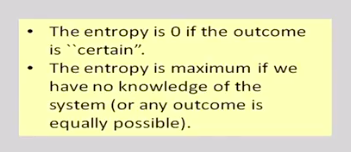 • The entropy is 0 if the outcome
is ``certain”.
• The entropy is maximum if we
have no knowledge of the
system (or any outcome is
equally possible).